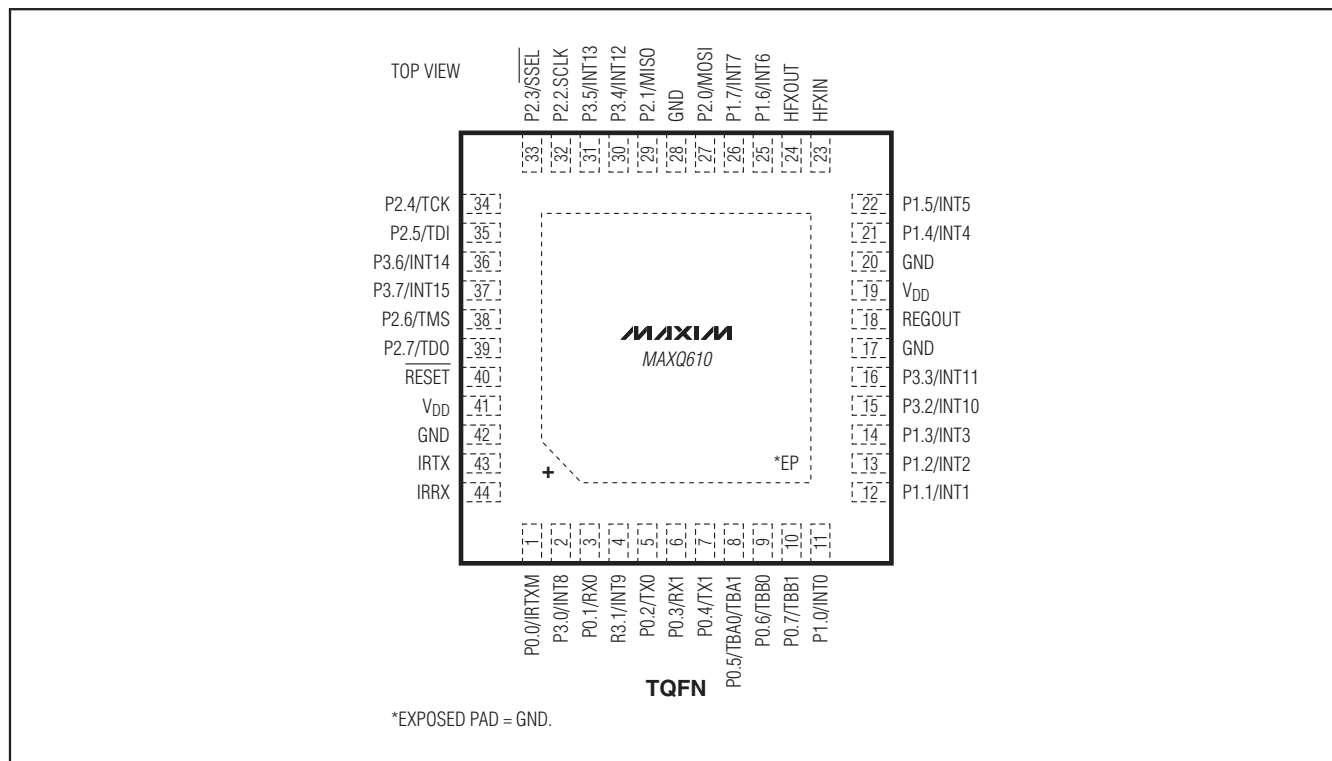 TOP VIEW
P2.3/SSEL
P2.2.SCLK
P3.5/INT13
P3.4/INT12
P2.1/MISO
GND
P2.0/MOSI
P1.7/INT7
P1.6/INT6
HFXOUT
HFXIN
33
32
31
30
29
28
27
26
25
24
23
P2.4/TCK 34
P2.5/TDI 35
P3.6/INT14 36
P3.7/INT15 37
P2.6/TMS 38
P2.7/TDO 39
RESET 40
VDD 41
GND 42
IRTX 43
IRRX 44
22 P1.5/INT5
21 P1.4/INT4
20 GND
19 VDD
18 REGOUT
17 GND
16 P3.3/INT11
15 P3.2/INT10
14 P1.3/INT3
13 P1.2/INT2
12 P1.1/INT1
MAXIM
MAXQ610
+
*EP
1
2
3
4
5
6
7
8
9
10
11
P0.0/IRTXM
P3.0/INT8
P0.1/RX0
R3.1/INT9
P0.2/TX0
P0.3/RX1
P0.4/TX1
P0.5/TBA0/TBA1
P0.6/TBB0
P0.7/TBB1
P1.0/INT0
TQFN
*EXPOSED PAD = GND.